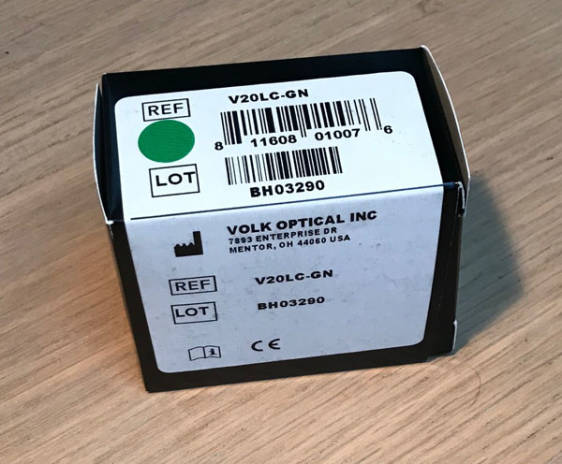 REF V20LC-GN
8 11608 01007 6
LOT
BH03290
VOLK OPTICAL INC
7893 ENTERPRISE DR
MENTOR, OH 44060 USA
REF V20LC-GN
LOT BH03290
i CE